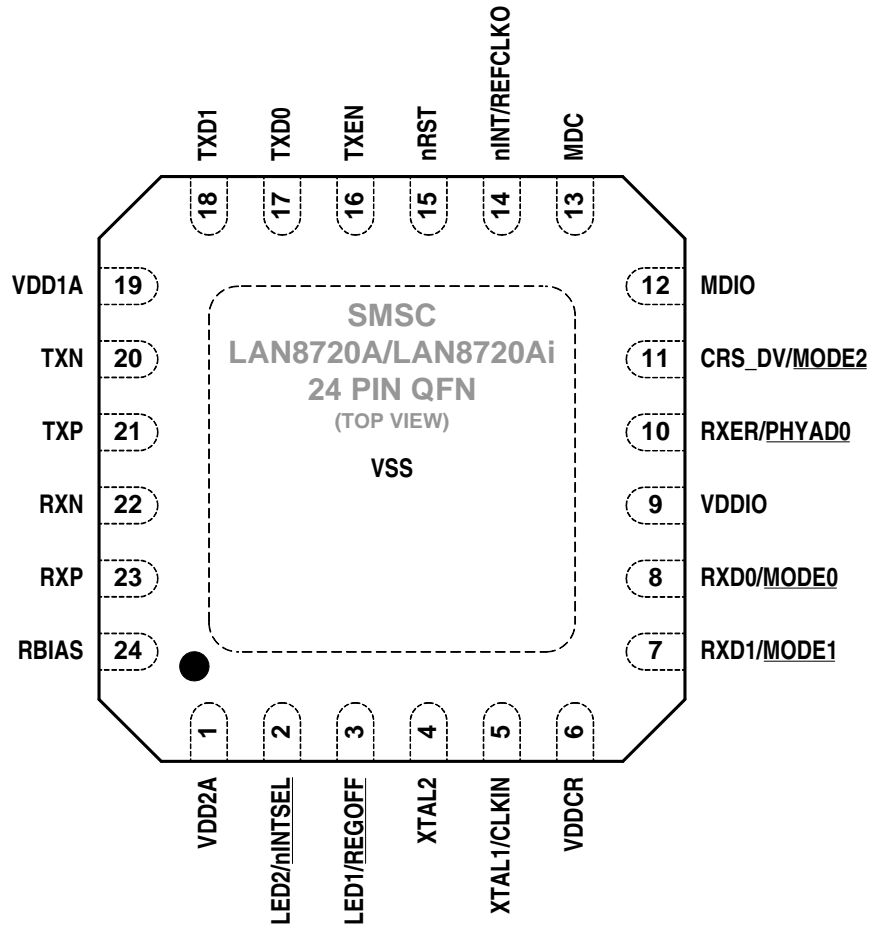 TXD1
TXD0
TXEN
nRST
nINT/REFCLKO
MDC
18
17
16
15
14
13
VDD1A 19
TXN 20
TXP 21
RXN 22
RXP 23
RBIAS 24
SMSC
LAN8720A/LAN8720Ai
24 PIN QFN
(TOP VIEW)
VSS
12 MDIO
11 CRS_DV/MODE2
10 RXER/PHYAD0
9 VDDIO
8 RXD0/MODE0
7 RXD1/MODE1
1
2
3
4
5
6
VDD2A
LED2/nINTSEL
LED1/REGOFF
XTAL2
XTAL1/CLKIN
VDDCR